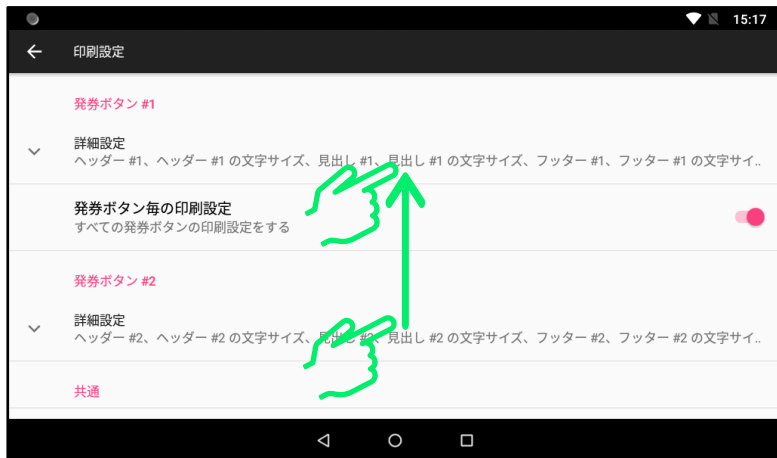 15:17
印刷設定
発券ボタン #1
詳細設定
ヘッダー #1、ヘッダー #1 の文字サイズ、見出し #1、見出し #1 の文字サイズ、フッター #1、フッター #1 の文字サイ..
発券ボタン毎の印刷設定
すべての発券ボタンの印刷設定をする
発券ボタン #2
詳細設定
ヘッダー #2、ヘッダー #2 の文字サイズ、見出し #2、見出し #2 の文字サイズ、フッター #2、フッター #2 の文字サイ..
共通